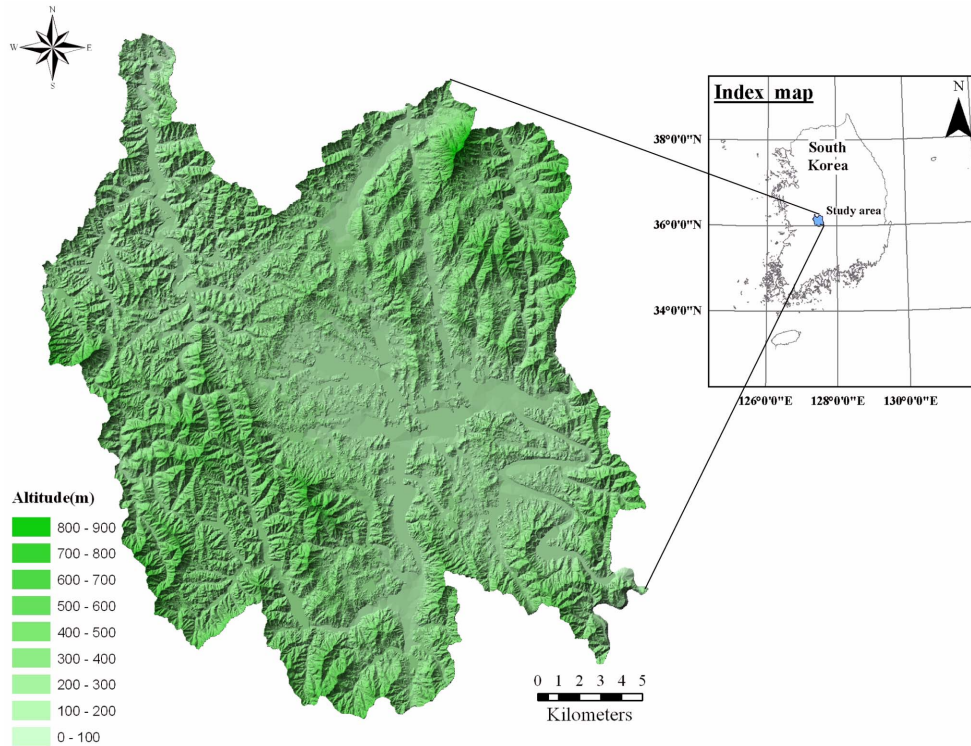 N
W
E
S
Index map
N
38°0'0"N
South
Korea
Study area
36°0'0"N
34°0'0"N
126°0'0"E
128°0'0"E
130°0'0"E
Altitude(m)
800 - 900
700 - 800
600 - 700
500 - 600
400 - 500
300 - 400
200 - 300
100 - 200
0 - 100
0 1 2 3 4 5
Kilometers